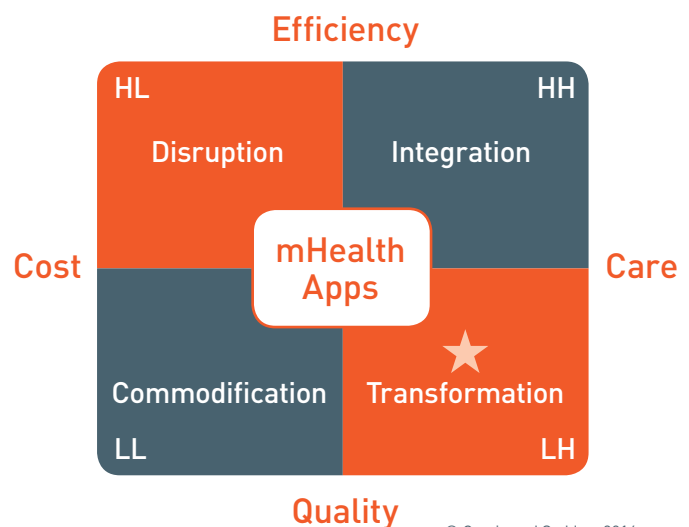 Efficiency
HL
HH
Disruption
Integration
mHealth
Apps
Cost
Care
Commodification
Transformation
LL
LH
Quality